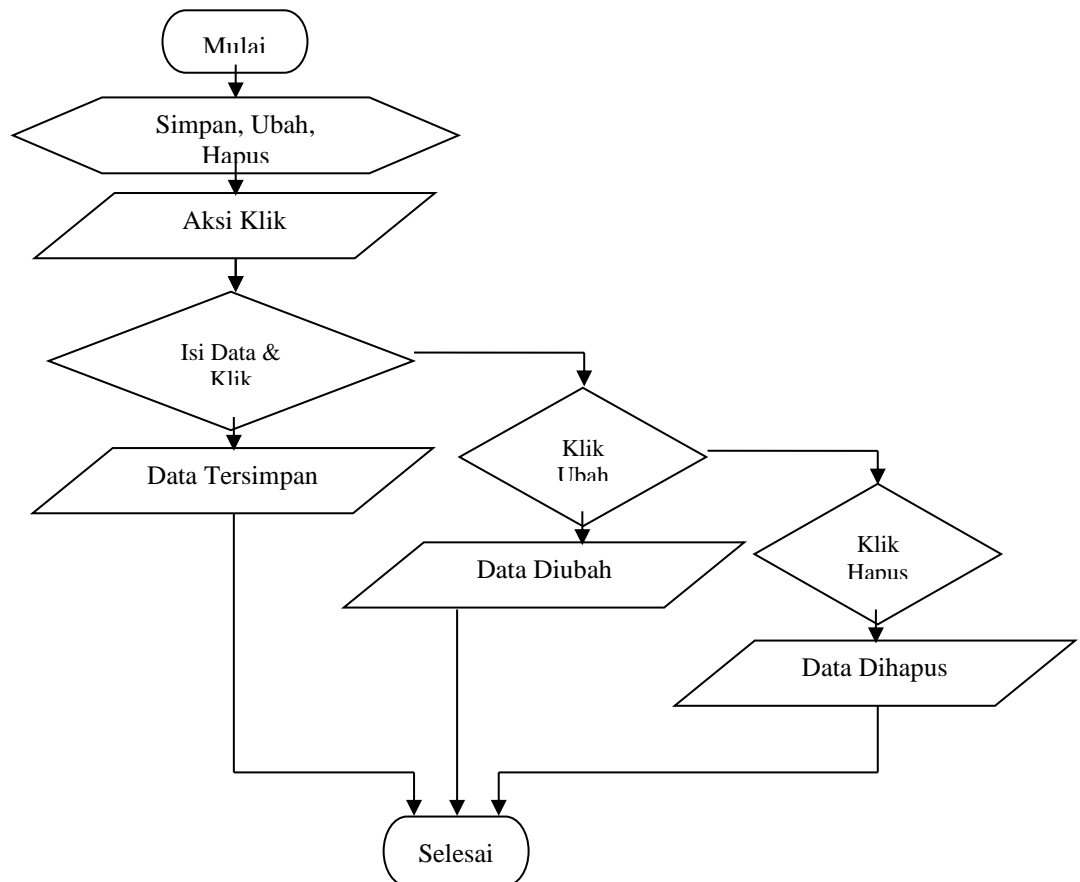 Mulai
Simpan, Ubah,
Hapus
Aksi Klik
Isi Data &
Klik
Klik
Ubah
Data Tersimpan
Klik
Hapus
Data Diubah
Data Dihapus
Selesai